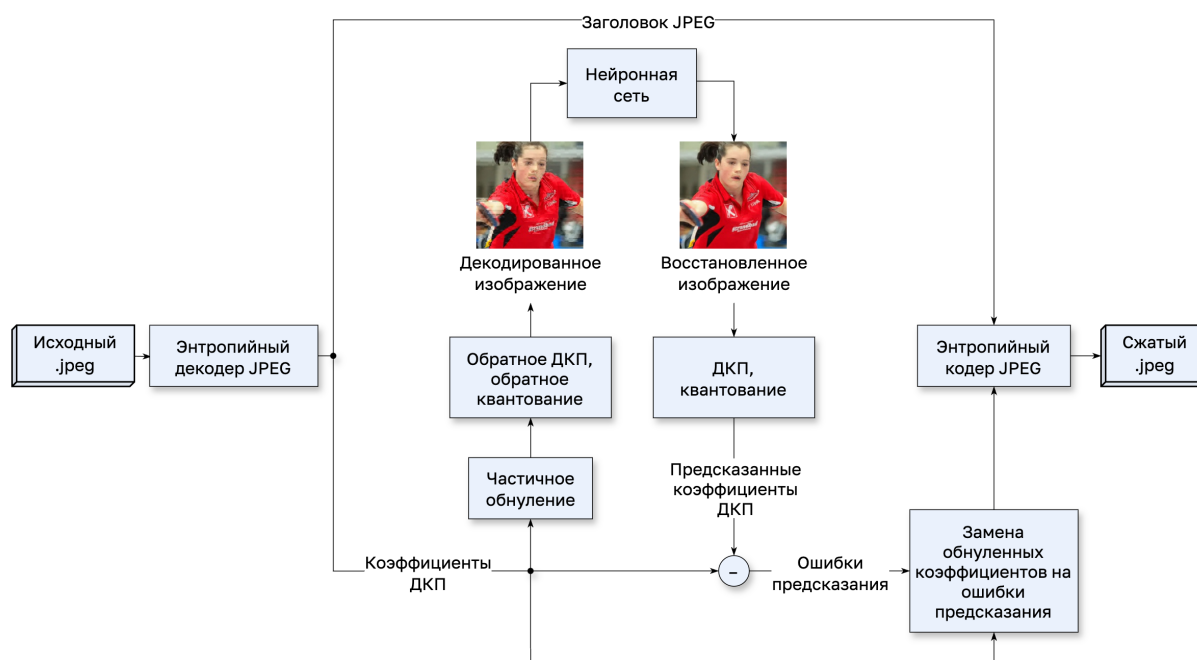 Заголовок JPEG
Нейронная
сеть
Декодированное
изображение
Восстановленное
изображение
Исходный
.jpeg
Энтропийный
декодер JPEG
Обратное ДКП,
обратное
квантование
ДКП,
квантование
Энтропийный
кодер JPEG
Сжатый
.jpeg
Частичное
обнуление
Предсказанные
коэффициенты
ДКП
Коэффициенты
ДКП
–
Ошибки
предсказания
Замена
обнуленных
коэффициентов на
ошибки
предсказания